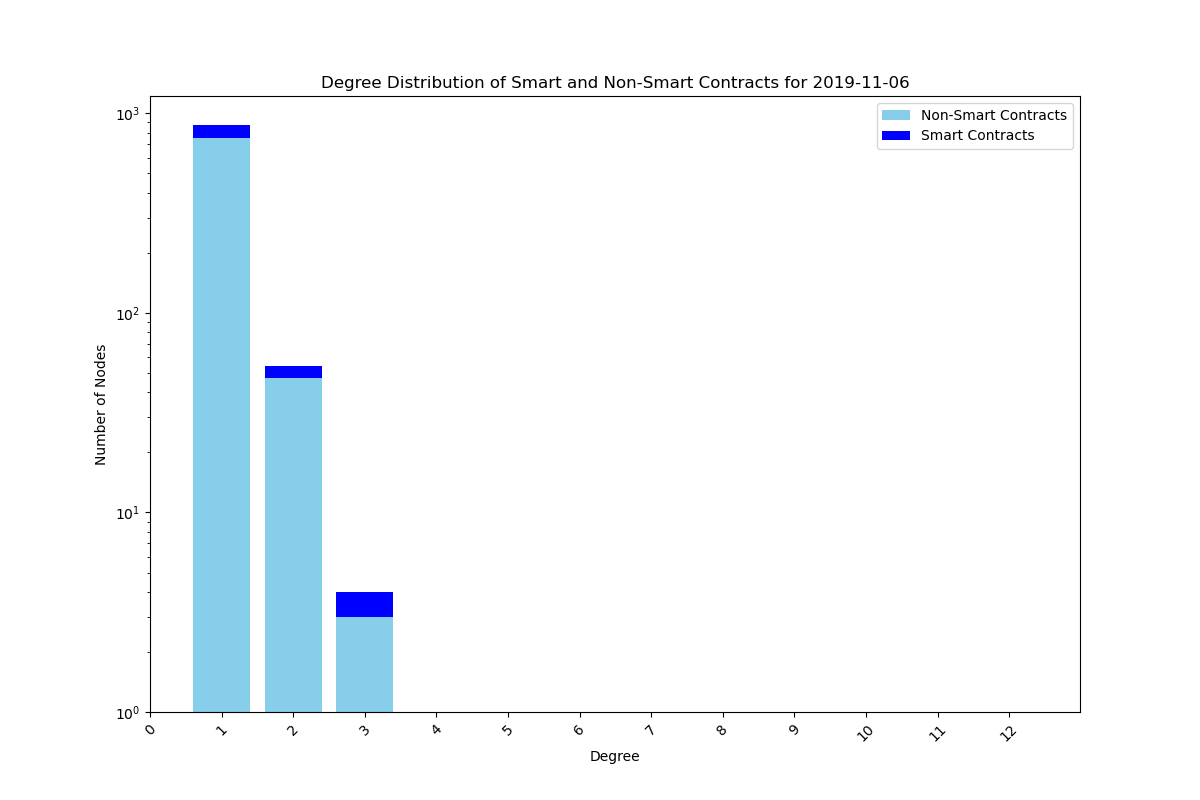 Degree Distribution of Smart and Non-Smart Contracts for 2019-11-06
Non-Smart Contracts
Smart Contracts
Number of Nodes
10³
10²
10¹
10⁰
0 1 2 3 4 5 6 7 8 9 10 11 12
Degree